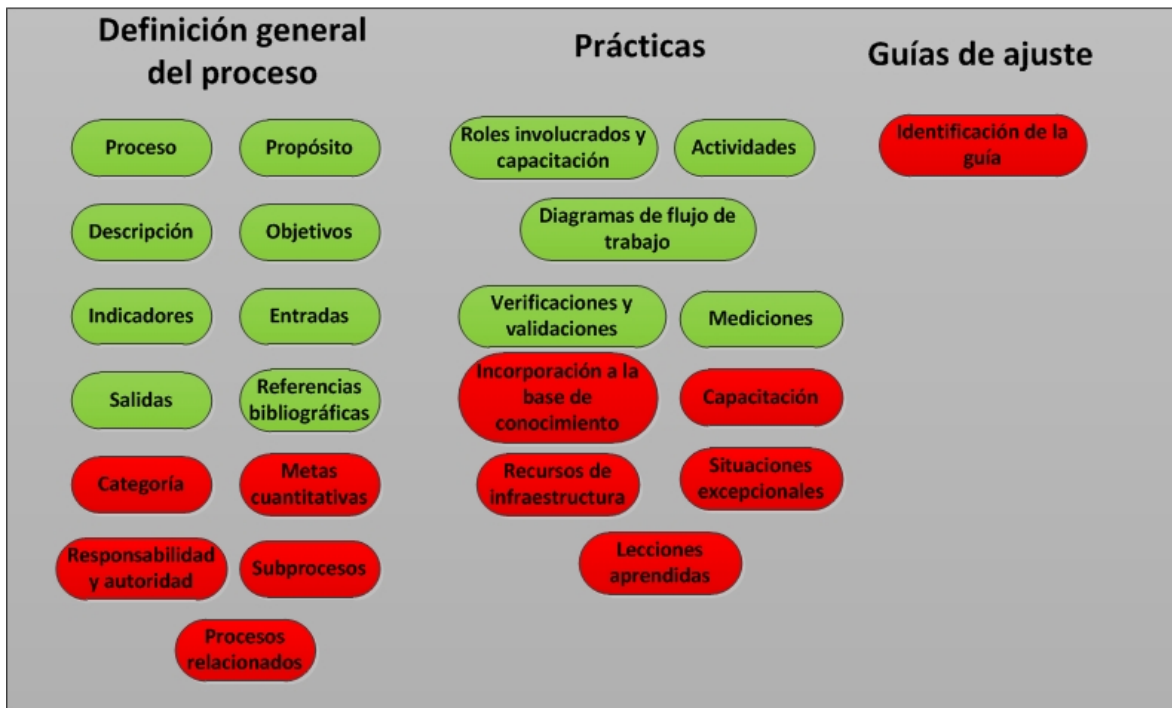 Definición general
del proceso
Proceso
Propósito
Descripción
Objetivos
Indicadores
Entradas
Salidas
Referencias
bibliográficas
Categoría
Metas
cuantitativas
Responsabilidad
y autoridad
Subprocesos
Procesos
relacionados
Prácticas
Roles involucrados y
capacitación
Actividades
Diagramas de flujo de
trabajo
Verificaciones y
validaciones
Mediciones
Incorporación a la
base de
conocimiento
Capacitación
Recursos de
infraestructura
Situaciones
excepcionales
Lecciones
aprendidas
Guías de ajuste
Identificación de la
guía